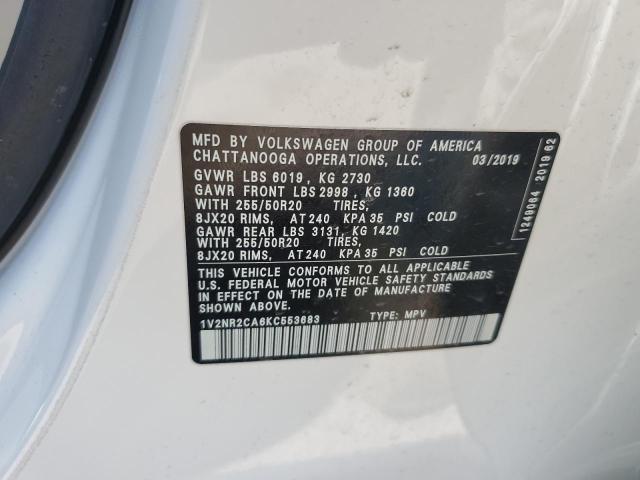 MFD BY VOLKSWAGEN GROUP OF AMERICA
CHATTANOOGA OPERATIONS, LLC. 03/2019
GVWR LBS 6019 , KG 2730
GAWR FRONT LBS 2998 , KG 1360
WITH 255/50R20 TIRES,
8JX20 RIMS, AT 240 KPA 35 PSI COLD
GAWR REAR LBS 3131, KG 1420
WITH 255/50R20 TIRES,
8JX20 RIMS, AT 240 KPA 35 PSI COLD
THIS VEHICLE CONFORMS TO ALL APPLICABLE
U.S. FEDERAL MOTOR VEHICLE SAFETY STANDARDS
IN EFFECT ON THE DATE OF MANUFACTURE
SHOWN ABOVE.
1V2NR2CA6KC553683 TYPE: MPV
1249064 2019 62